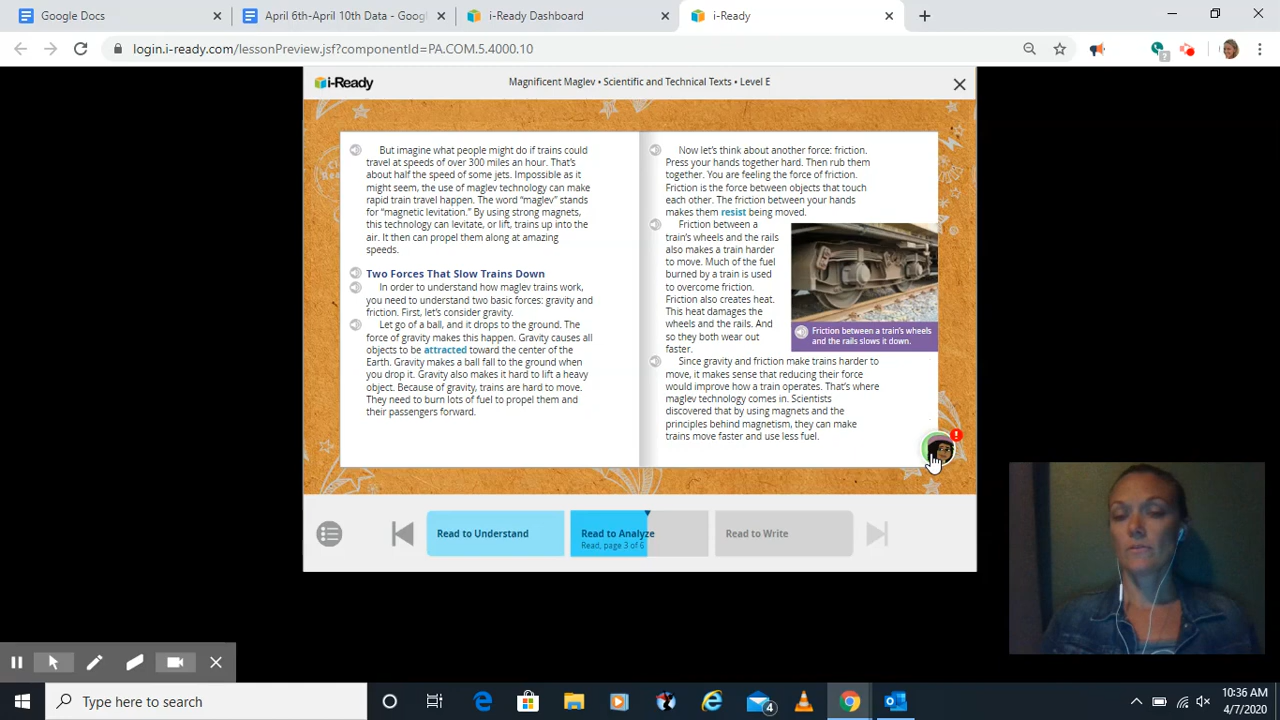 Google Docs
April 6th-April 10th Data - Goog
i-Ready Dashboard
i-Ready
login.i-ready.com/lessonPreview.jsf?componentId=PA.COM.5.4000.10
i-Ready
Magnificent Maglev • Scientific and Technical Texts • Level E
But imagine what people might do if trains could
travel at speeds of over 300 miles an hour. That's
about half the speed of some jets. Impossible as it
might seem, the use of maglev technology can make
rapid train travel happen. The word "maglev" stands
for "magnetic levitation." By using strong magnets,
this technology can levitate, or lift, trains up into the
air. It then can propel them along at amazing
speeds.
Two Forces That Slow Trains Down
In order to understand how maglev trains work,
you need to understand two basic forces: gravity and
friction. First, let's consider gravity.
Let go of a ball, and it drops to the ground. The
force of gravity makes this happen. Gravity causes all
objects to be attracted toward the center of the
Earth. Gravity makes a ball fall to the ground when
you drop it. Gravity also makes it hard to lift a heavy
object. Because of gravity, trains are hard to move.
They need to burn lots of fuel to propel them and
their passengers forward.
Now let's think about another force: friction.
Press your hands together hard. Then rub them
together. You are feeling the force of friction.
Friction is the force between objects that touch
each other. The friction between your hands
makes them resist being moved.
Friction between a
train's wheels and the rails
also makes a train harder
to move. Much of the fuel
burned by a train is used
to overcome friction.
Friction also creates heat.
This heat damages the
wheels and the rails. And
so they both wear out
faster.
Friction between a train's wheels
and the rails slows it down.
Since gravity and friction make trains harder to
move, it makes sense that reducing their force
would improve how a train operates. That's where
maglev technology comes in. Scientists
discovered that by using magnets and the
principles behind magnetism, they can make
trains move faster and use less fuel.
!
Read to Understand
Read to Analyze
Read, page 3 of 6
Read to Write
Type here to search
4
10:36 AM
4/7/2020